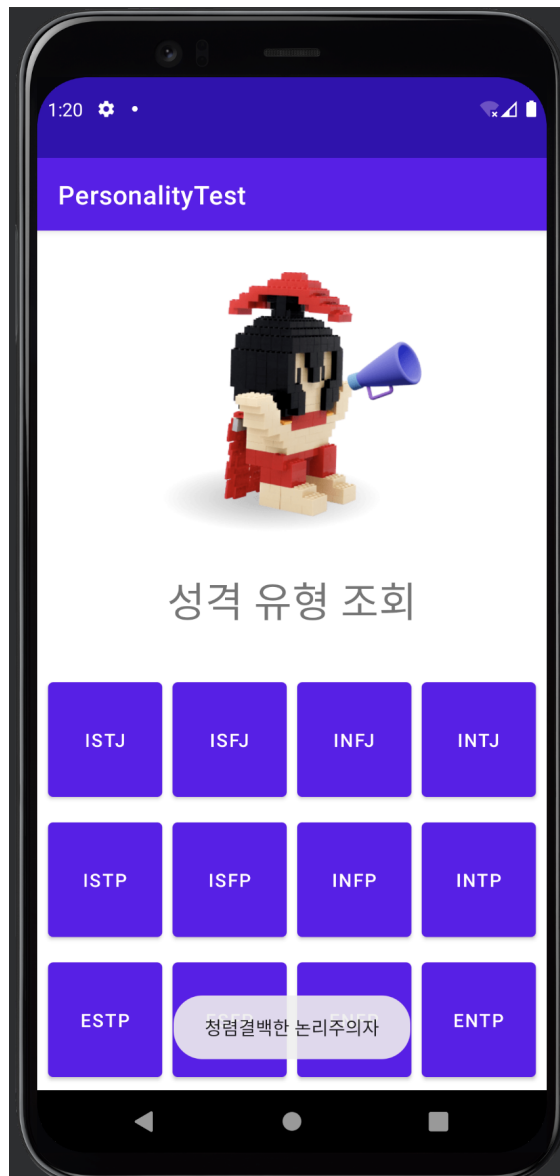 1:20
PersonalityTest
성격 유형 조회
ISTJ ISFJ INFJ INTJ
ISTP ISFP INFP INTP
ESTP ENTP
청렴결백한 논리주의자